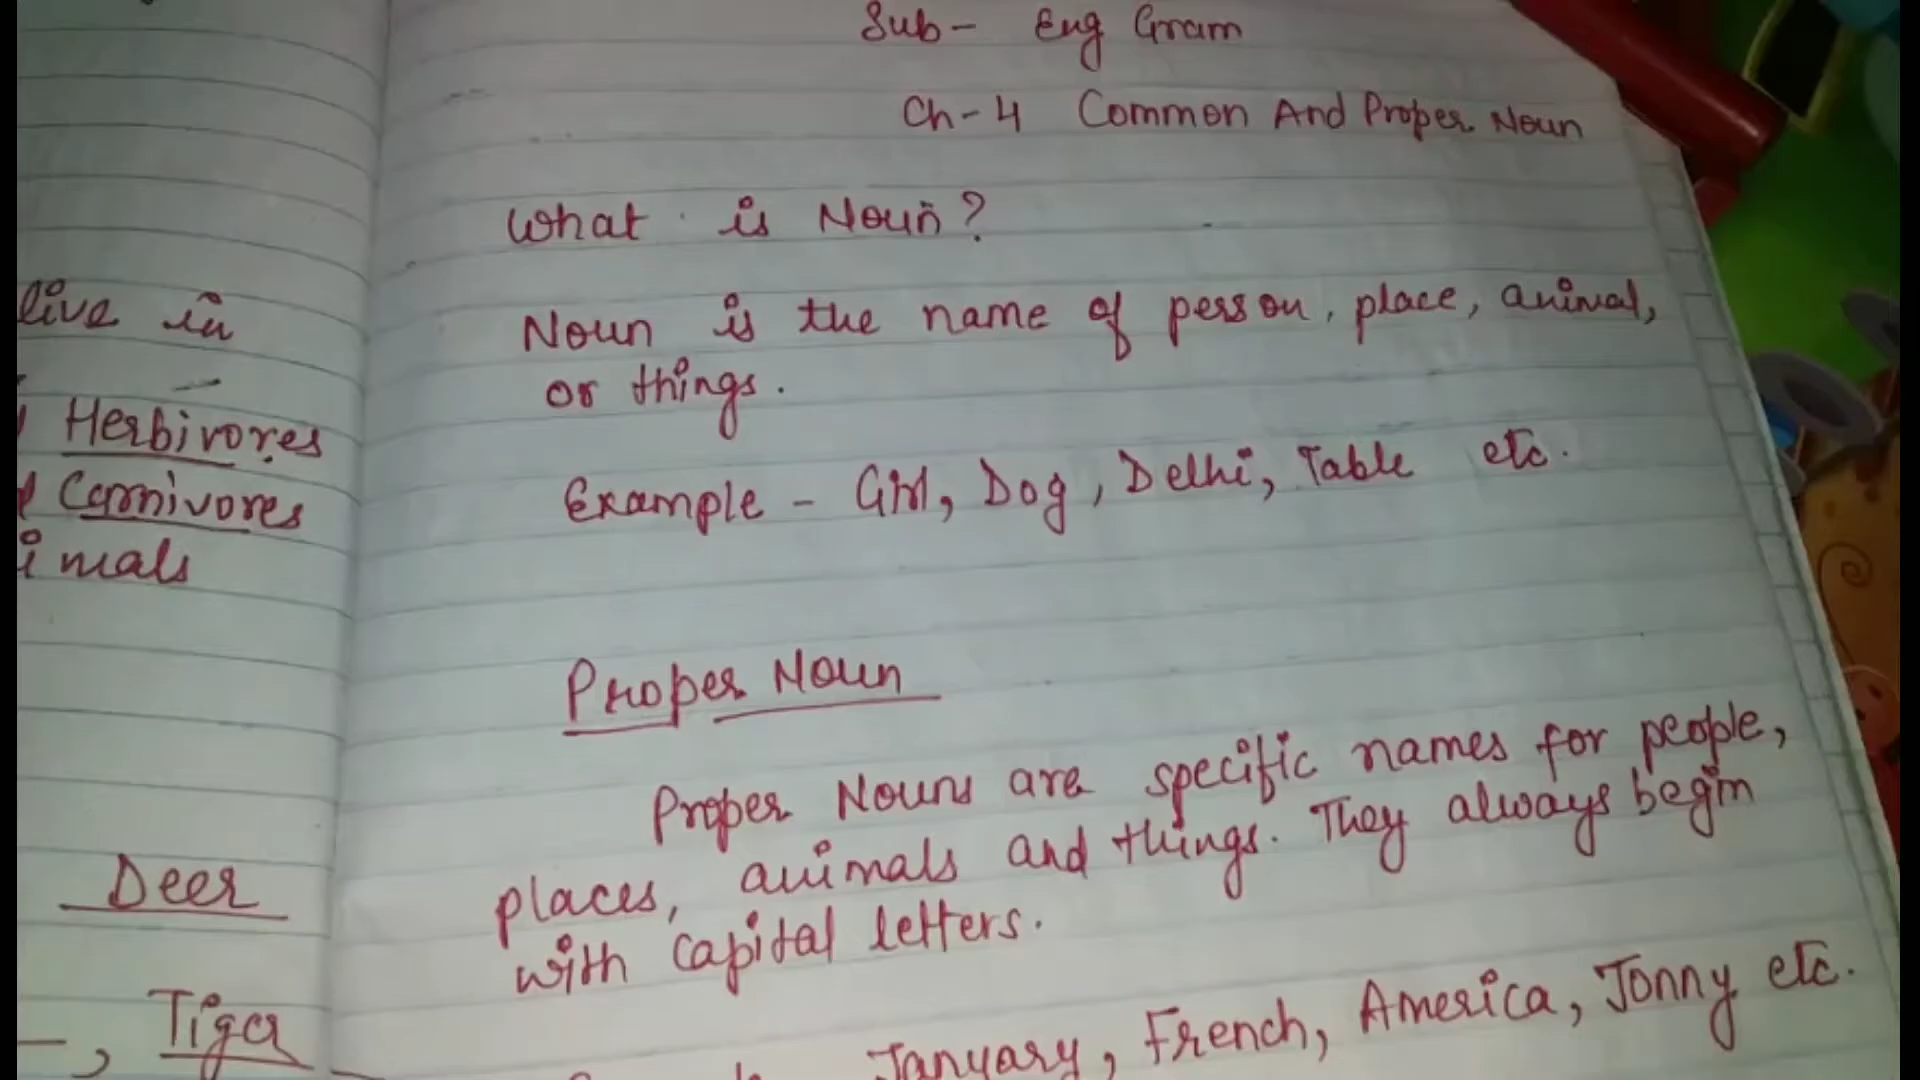 live in
Herbivores
Carnivores
imals
Deer
Tiger
Sub- Eng Gram
Ch-4 Common And Proper Noun
What is Noun?
Noun is the name of person, place, animal,
or things.
Example - Girl, Dog, Delhi, Table etc.
Proper Noun
Proper Nouns are specific names for people,
places, animals and things. They always begin
with capital letters.
January, French, America, Jonny etc.